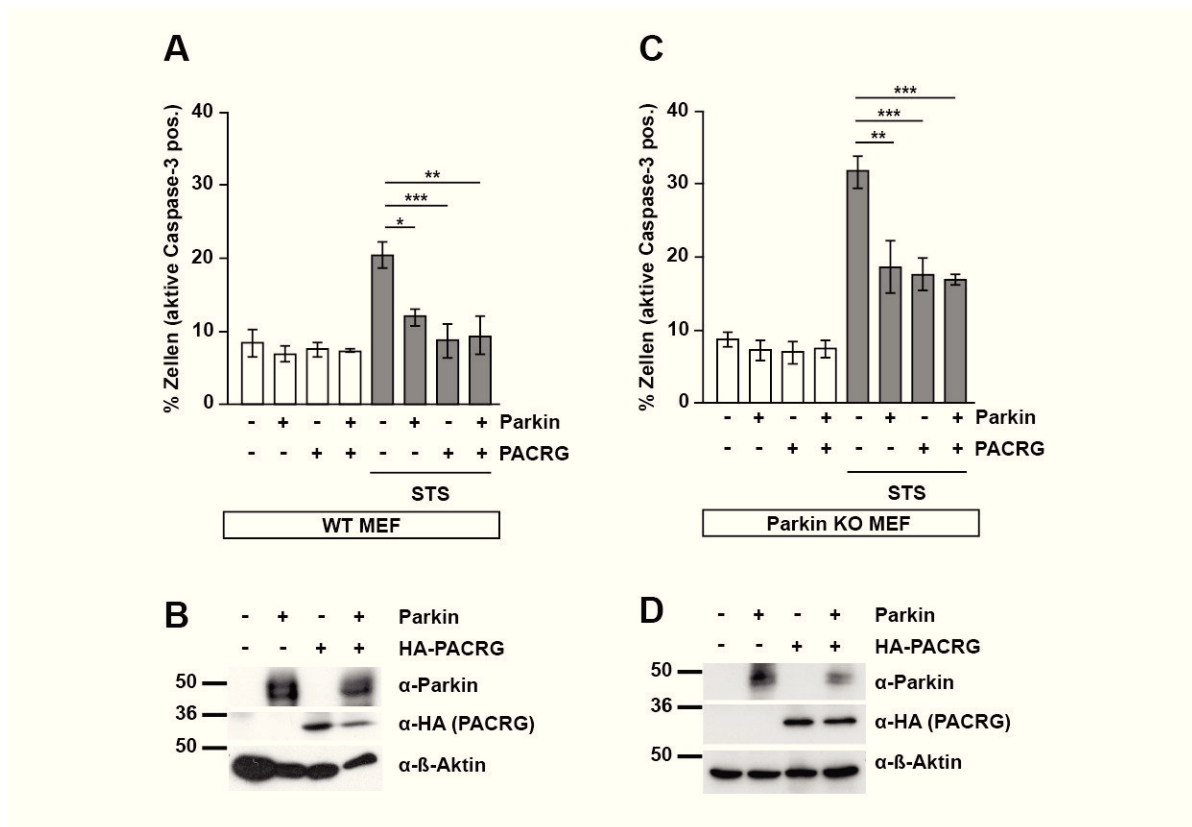 A
% Zellen (aktive Caspase-3 pos.)
40
30
20
10
0
**
***
*
- + - + - + - + Parkin
- - + + - - + + PACRG
STS
WT MEF
C
% Zellen (aktive Caspase-3 pos.)
40
30
20
10
0
***
***
**
- + - + - + - + Parkin
- - + + - - + + PACRG
STS
Parkin KO MEF
B
- + - + Parkin
- - + + HA-PACRG
50 α-Parkin
36 α-HA (PACRG)
50 α-ß-Aktin
D
- + - + Parkin
- - + + HA-PACRG
50 α-Parkin
36 α-HA (PACRG)
50 α-ß-Aktin